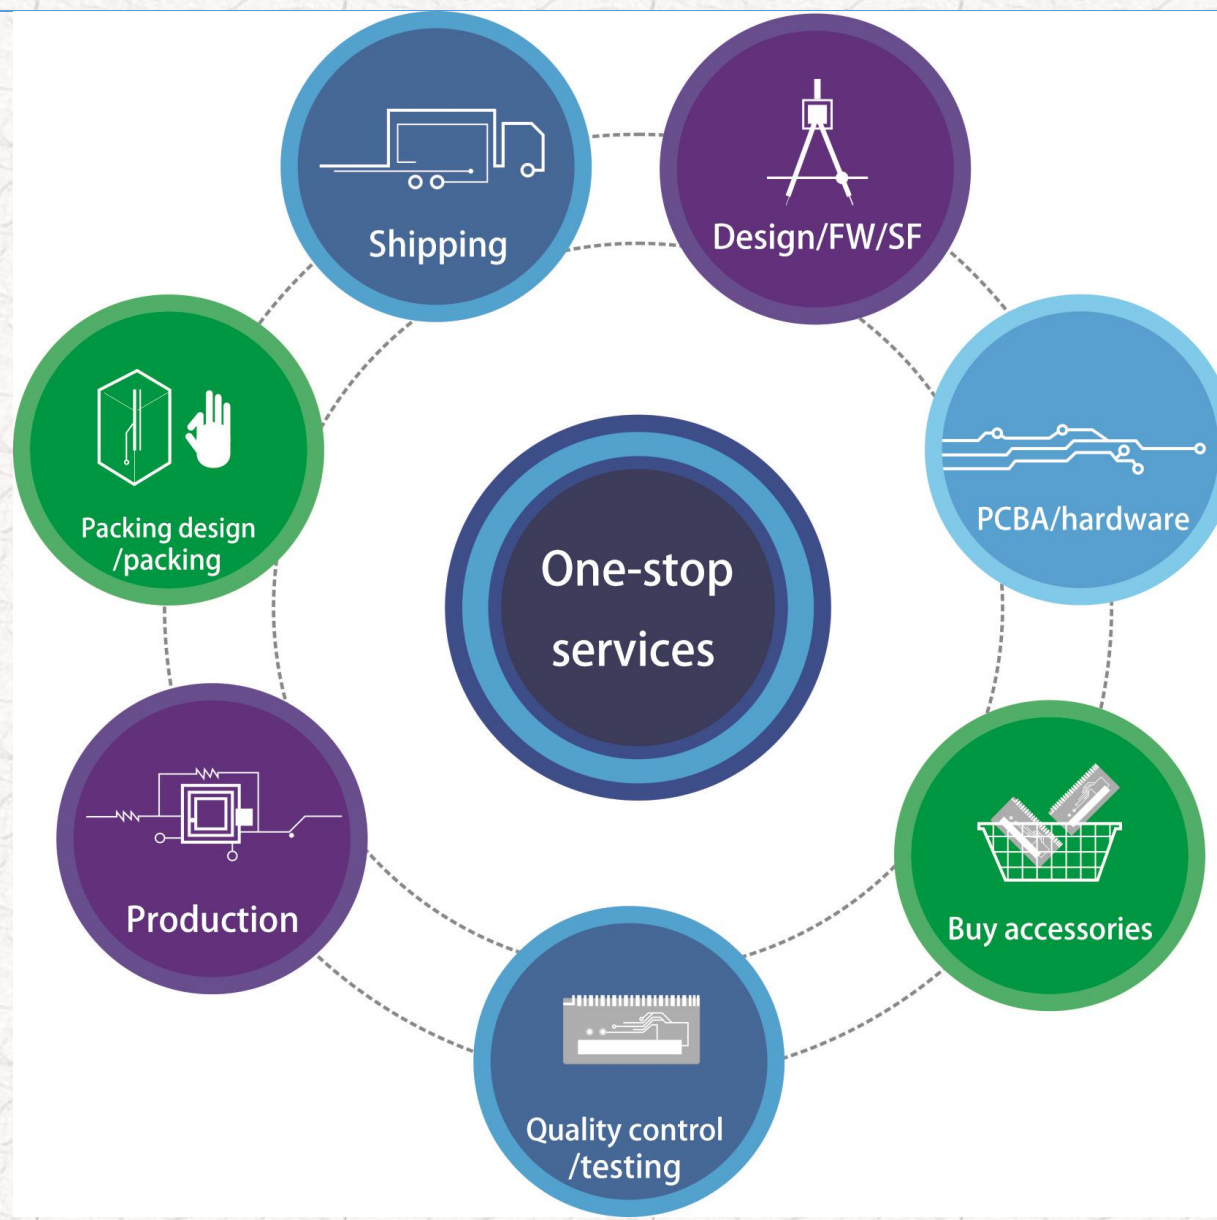 Shipping
Design/FW/SF
PCBA/hardware
Packing design
/packing
One-stop
services
Production
Buy accessories
Quality control
/testing